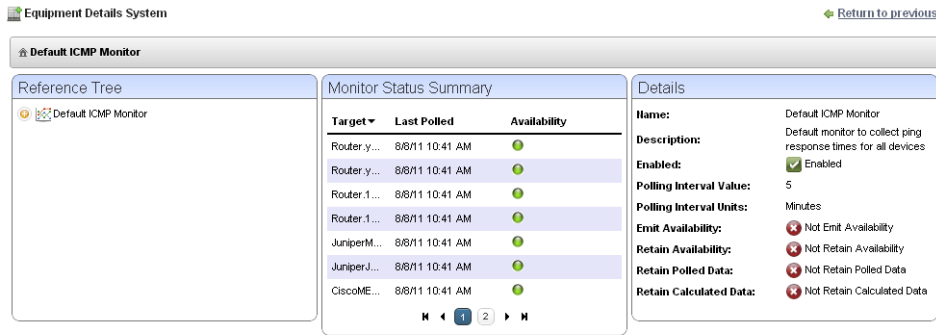 Equipment Details System
Return to previous
Default ICMP Monitor
Reference Tree
Default ICMP Monitor
Monitor Status Summary
Target Last Polled Availability
Router.y... 8/8/11 10:41 AM
Router.y... 8/8/11 10:41 AM
Router.1... 8/8/11 10:41 AM
Router.1... 8/8/11 10:41 AM
JuniperM... 8/8/11 10:41 AM
JuniperJ... 8/8/11 10:41 AM
CiscoME... 8/8/11 10:41 AM
1 2
Details
Name: Default ICMP Monitor
Description: Default monitor to collect ping
response times for all devices
Enabled: Enabled
Polling Interval Value: 5
Polling Interval Units: Minutes
Emit Availability: Not Emit Availability
Retain Availability: Not Retain Availability
Retain Polled Data: Not Retain Polled Data
Retain Calculated Data: Not Retain Calculated Data